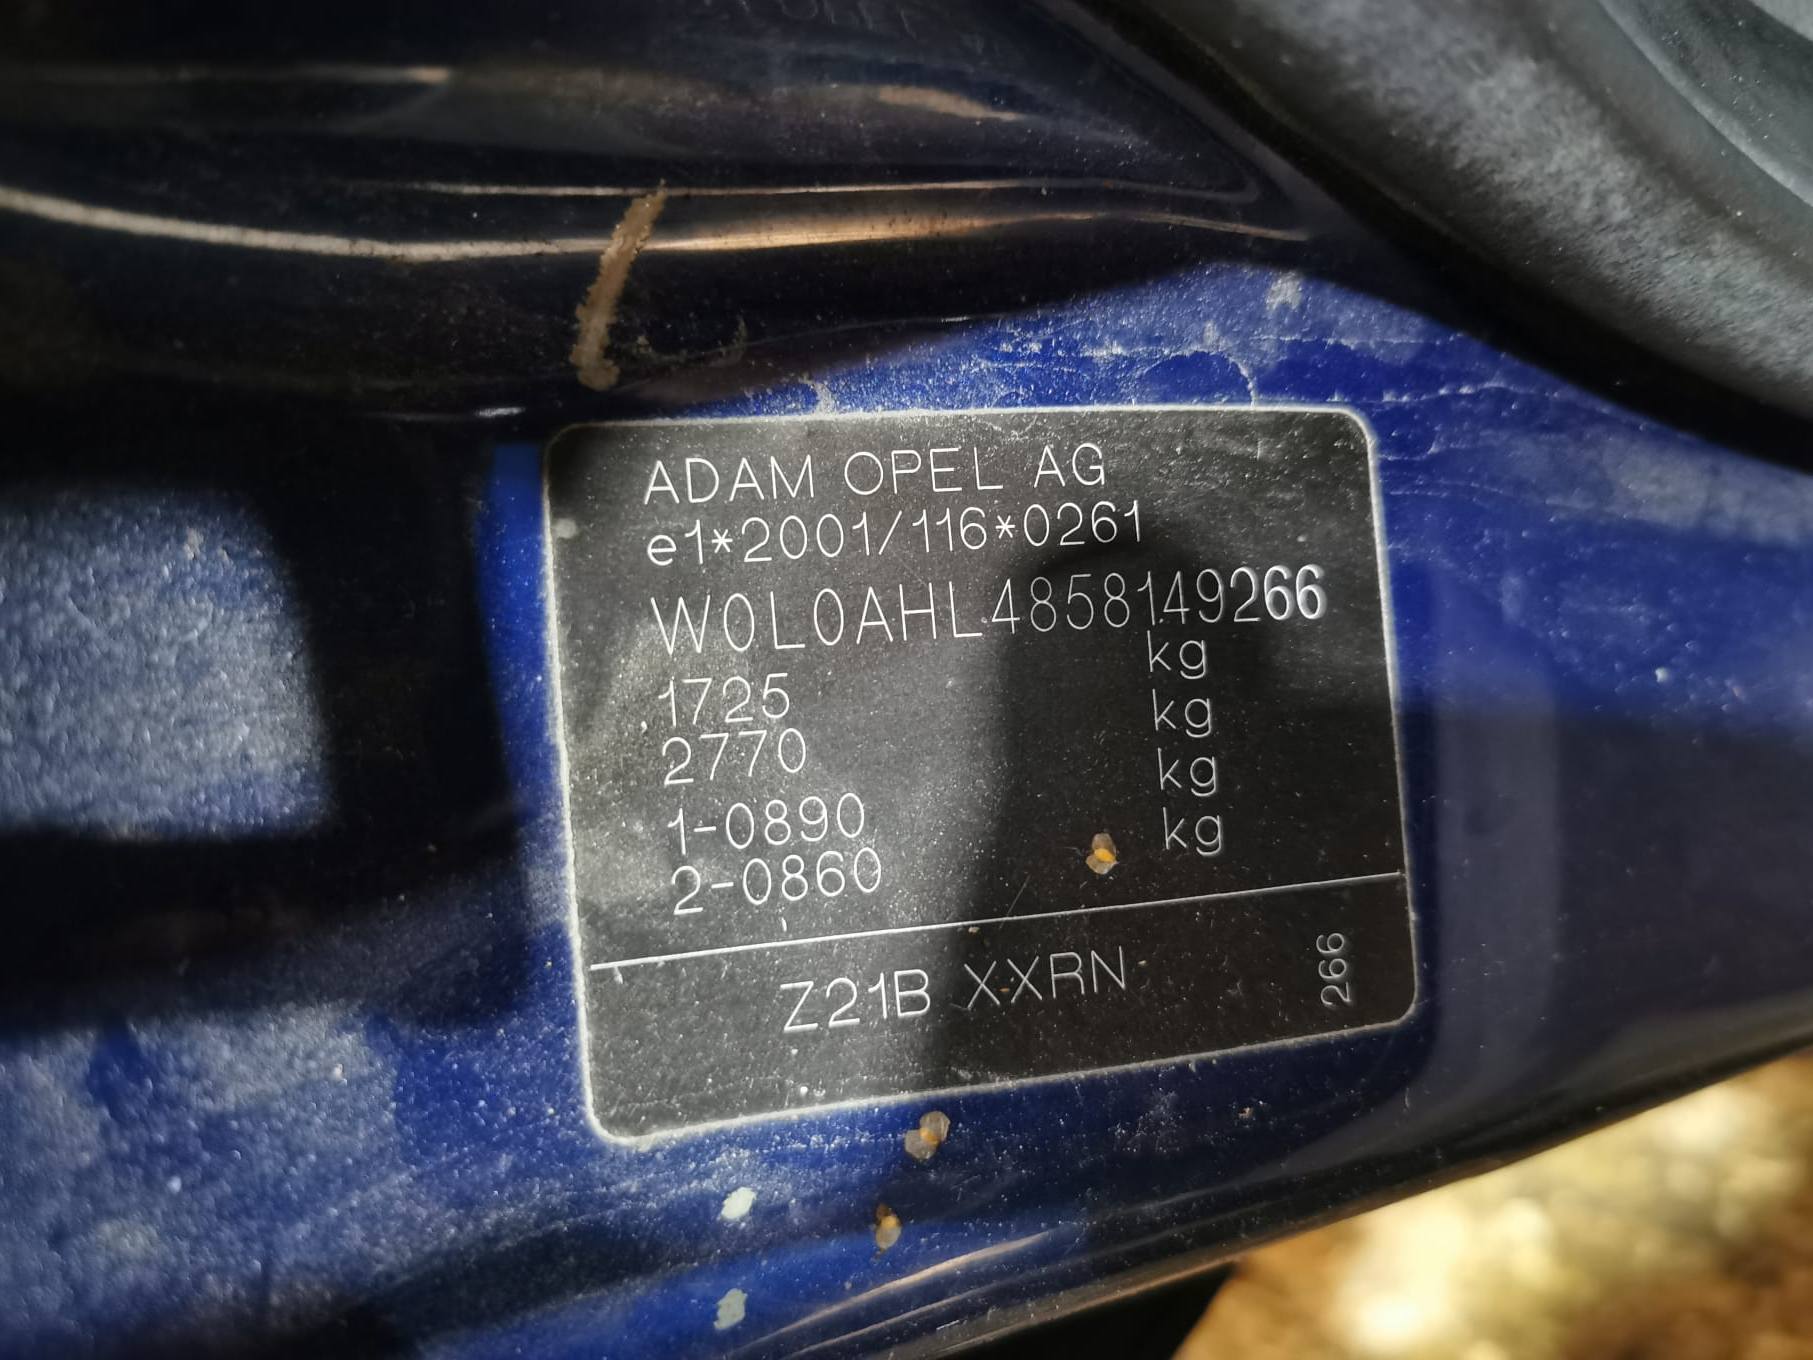 ADAM OPEL AG
e1*2001/116*0261
W0L0AHL4858149266
1725 kg
2770 kg
1-0890 kg
2-0860 kg
Z21B XXRN
266